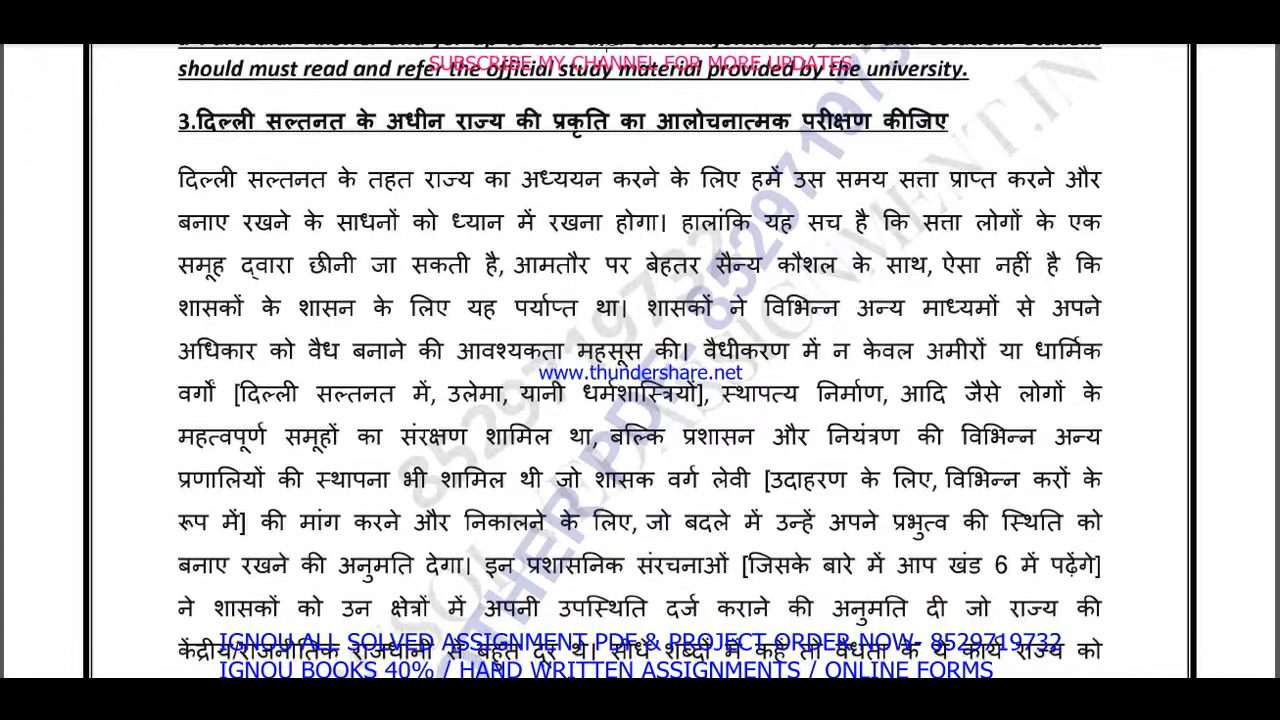 SUBSCRIBE MY CHANNEL FOR MORE UPDATES
should must read and refer the official study material provided by the university.
3.दिल्ली सल्तनत के अधीन राज्य की प्रकृति का आलोचनात्मक परीक्षण कीजिए
दिल्ली सल्तनत के तहत राज्य का अध्ययन करने के लिए हमें उस समय सत्ता प्राप्त करने और
बनाए रखने के साधनों को ध्यान में रखना होगा। हालांकि यह सच है कि सत्ता लोगों के एक
समूह द्वारा छीनी जा सकती है, आमतौर पर बेहतर सैन्य कौशल के साथ, ऐसा नहीं है कि
शासकों के शासन के लिए यह पर्याप्त था। शासकों ने विभिन्न अन्य माध्यमों से अपने
अधिकार को वैध बनाने की आवश्यकता महसूस की। वैधीकरण में न केवल अमीरों या धार्मिक
www.thundershare.net
वर्गों [दिल्ली सल्तनत में, उलेमा, यानी धर्मशास्त्रियों], स्थापत्य निर्माण, आदि जैसे लोगों के
महत्वपूर्ण समूहों का संरक्षण शामिल था, बल्कि प्रशासन और नियंत्रण की विभिन्न अन्य
प्रणालियों की स्थापना भी शामिल थी जो शासक वर्ग लेवी [उदाहरण के लिए, विभिन्न करों के
रूप में] की मांग करने और निकालने के लिए, जो बदले में उन्हें अपने प्रभुत्व की स्थिति को
बनाए रखने की अनुमति देगा। इन प्रशासनिक संरचनाओं [जिसके बारे में आप खंड 6 में पढ़ेंगे]
ने शासकों को उन क्षेत्रों में अपनी उपस्थिति दर्ज कराने की अनुमति दी जो राज्य की
केंद्रीय/राजनीतिक राजधानी से बहुत दूर थे। सीधे शब्दों में कहें तो वैधता के ये कार्य राज्य को
IGNOU ALL SOLVED ASSIGNMENT PDF & PROJECT ORDER NOW- 8529719732
IGNOU BOOKS 40% / HAND WRITTEN ASSIGNMENTS / ONLINE FORMS
8529719732